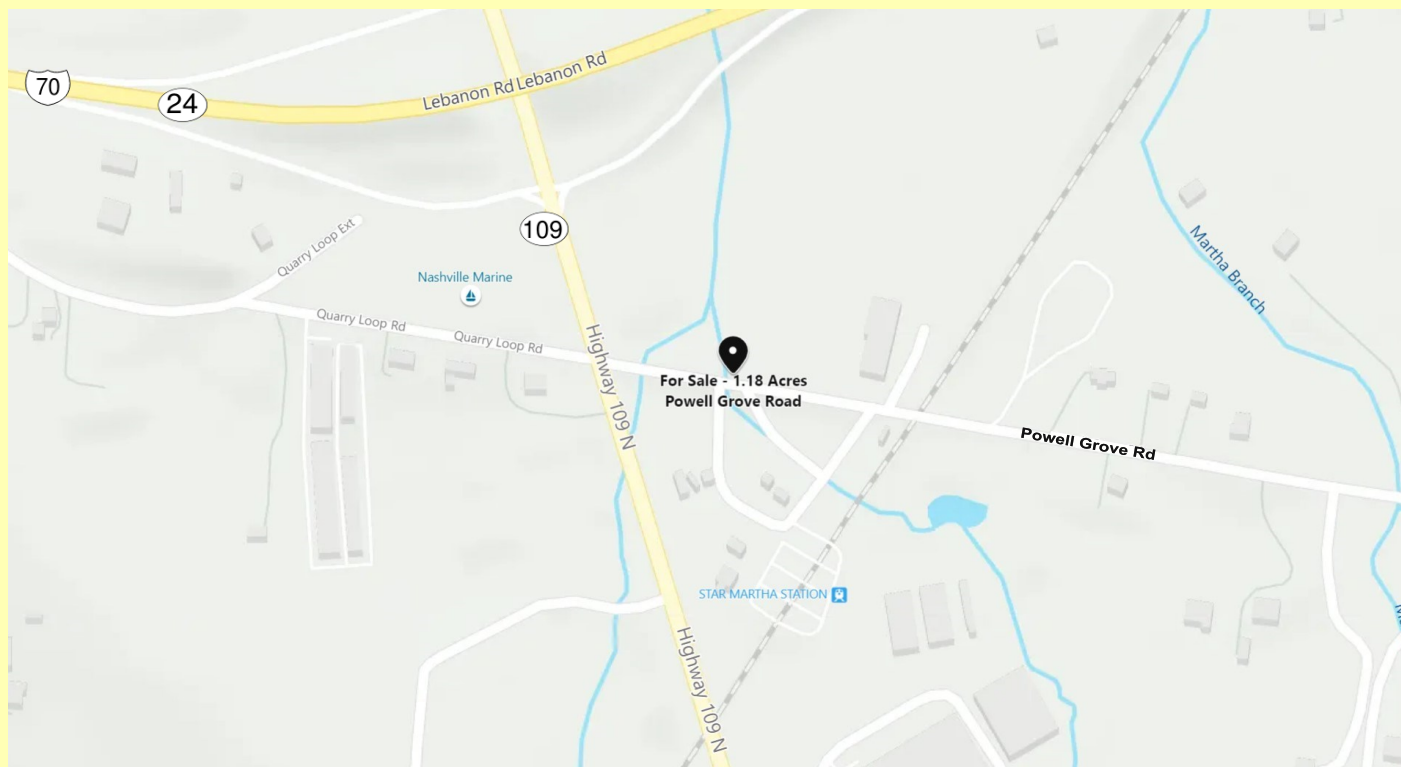 70
24
Lebanon Rd
Lebanon Rd
109
Quarry Loop Ext
Nashville Marine
Quarry Loop Rd
Quarry Loop Rd
Highway 109 N
Martha Branch
For Sale - 1.18 Acres
Powell Grove Road
Powell Grove Rd
STAR MARTHA STATION
Highway 109 N